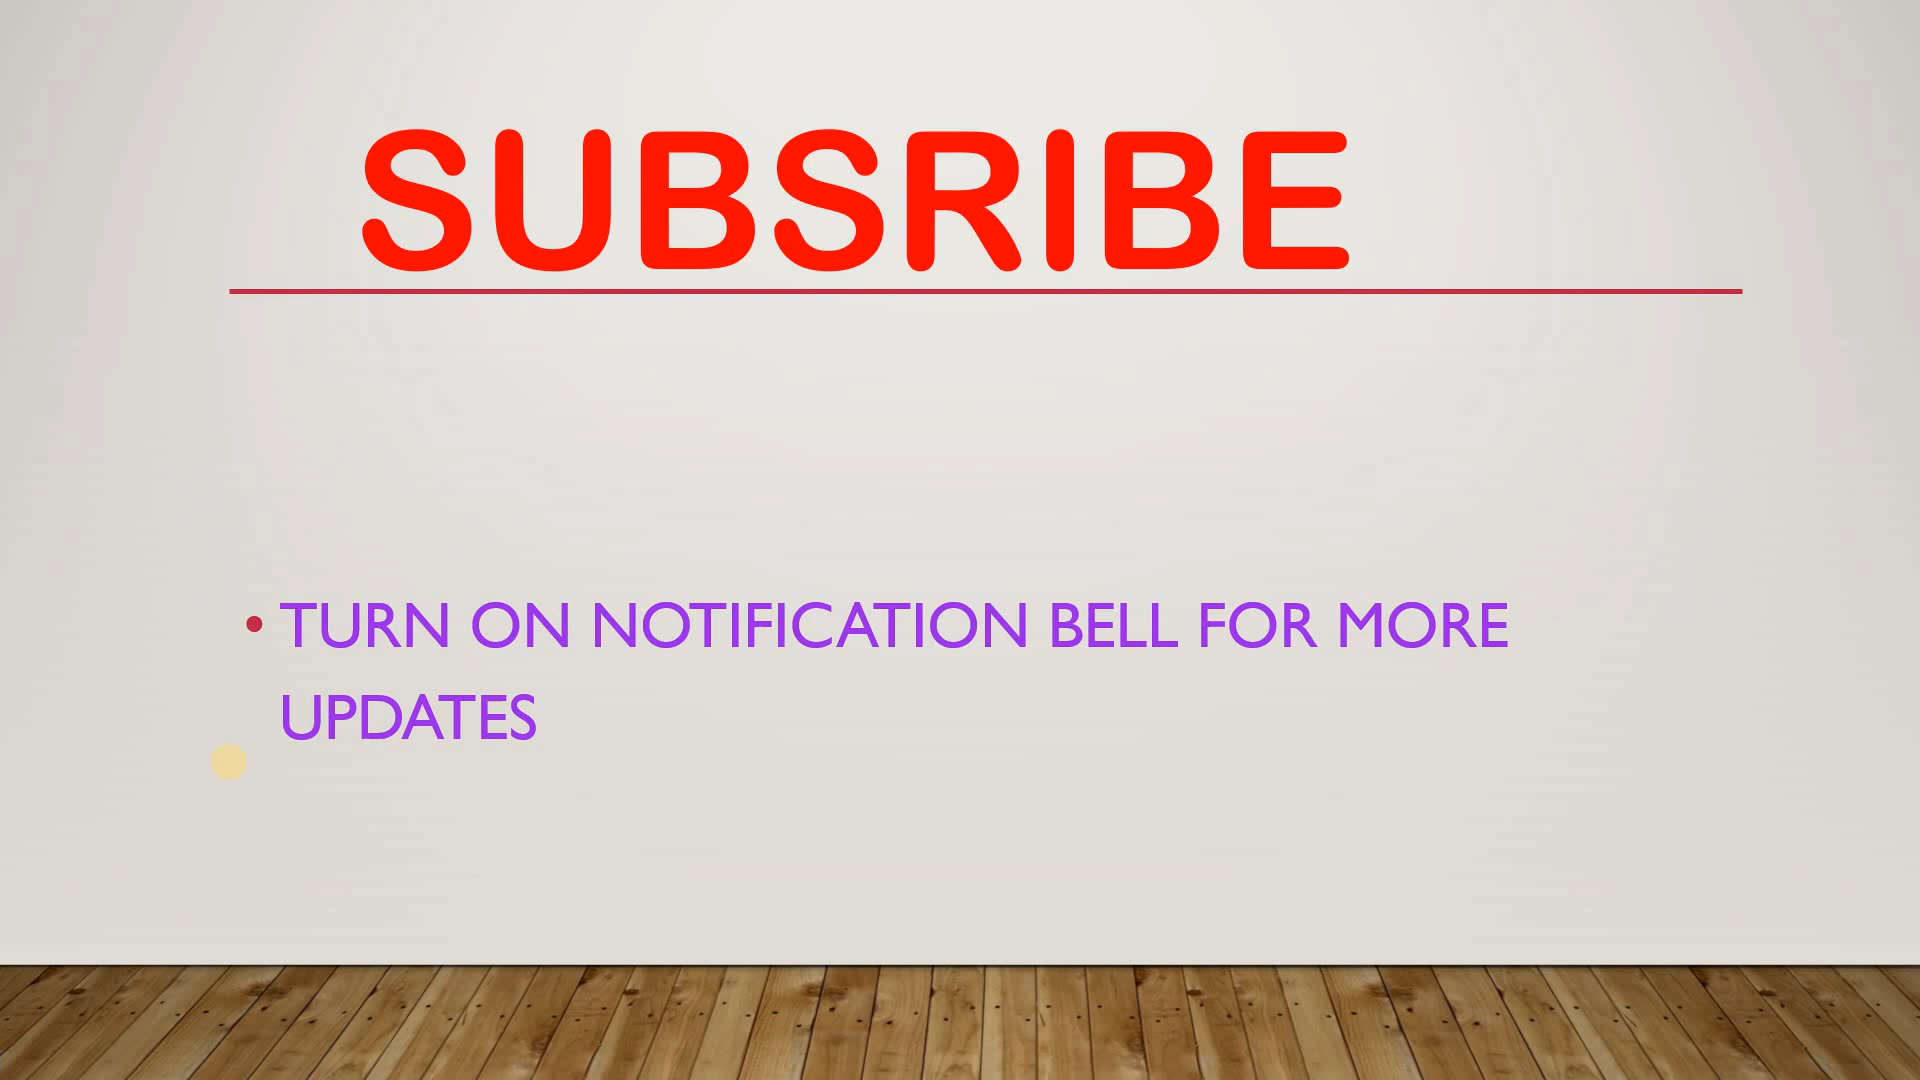 SUBSRIBE
• TURN ON NOTIFICATION BELL FOR MORE
UPDATES